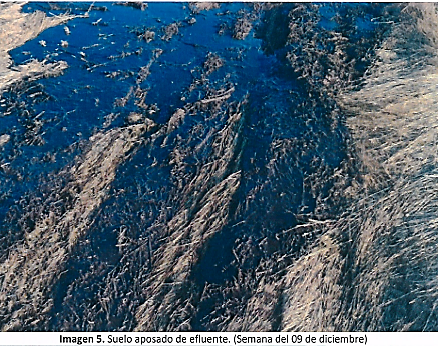 Imagen 5. Suelo aposado de efluente. (Semana del 09 de diciembre)